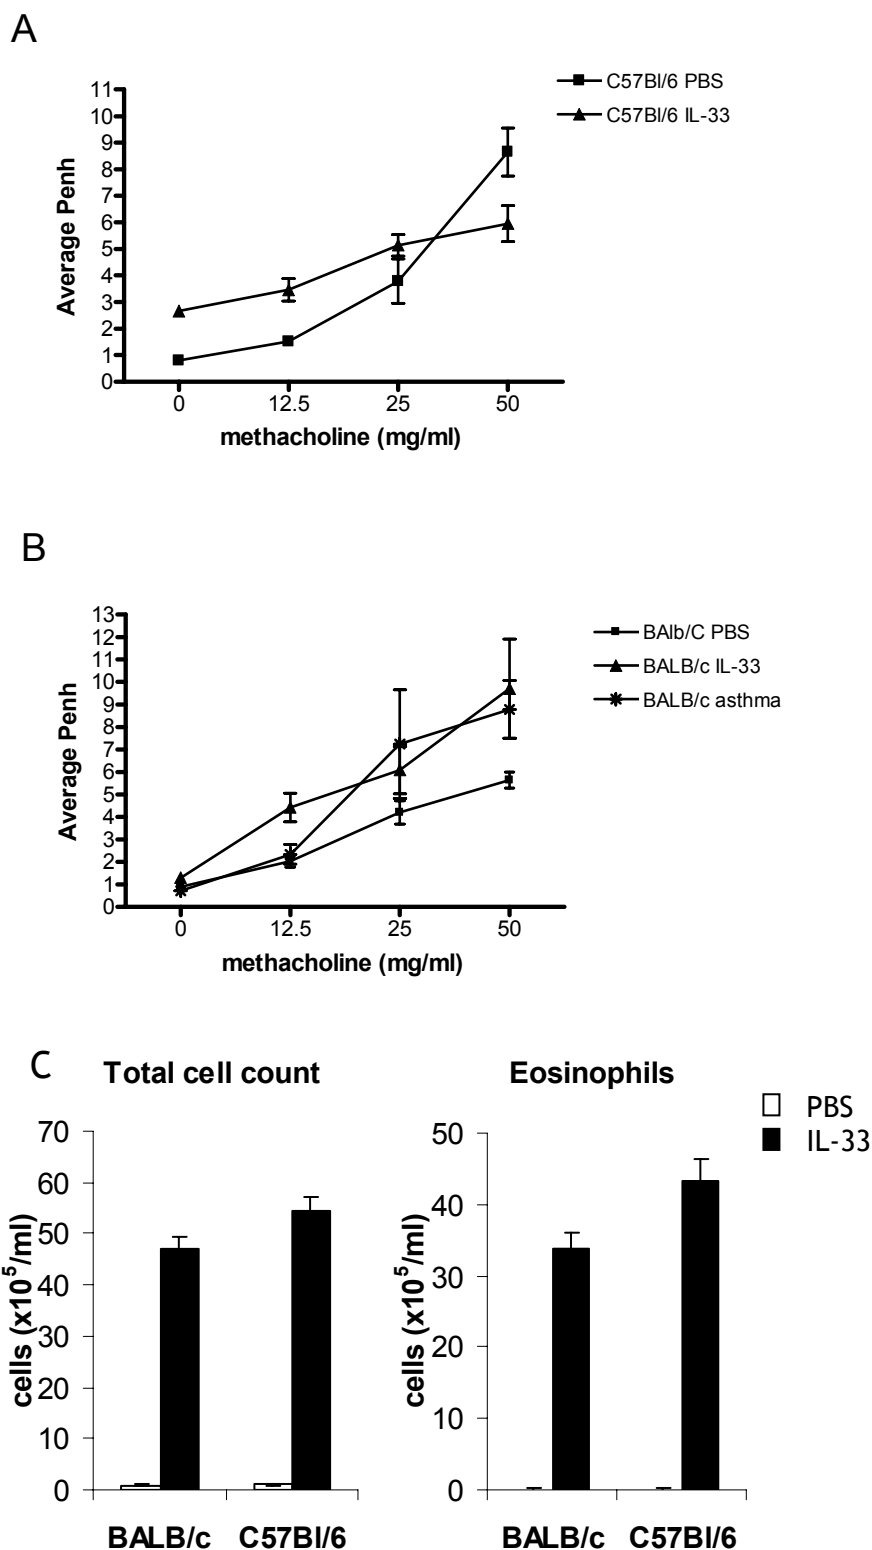 A
C57Bl/6 PBS
C57Bl/6 IL-33
11
10
9
8
7
6
5
4
3
2
1
0
Average Penh
0 12.5 25 50
methacholine (mg/ml)
B
BAlb/C PBS
BALB/c IL-33
BALB/c asthma
13
12
11
10
9
8
7
6
5
4
3
2
1
0
Average Penh
0 12.5 25 50
methacholine (mg/ml)
C
Total cell count
70
60
50
40
30
20
10
0
cells (x10⁵/ml)
BALB/c C57Bl/6
Eosinophils
50
40
30
20
10
0
cells (x10⁵/ml)
BALB/c C57Bl/6
PBS
IL-33